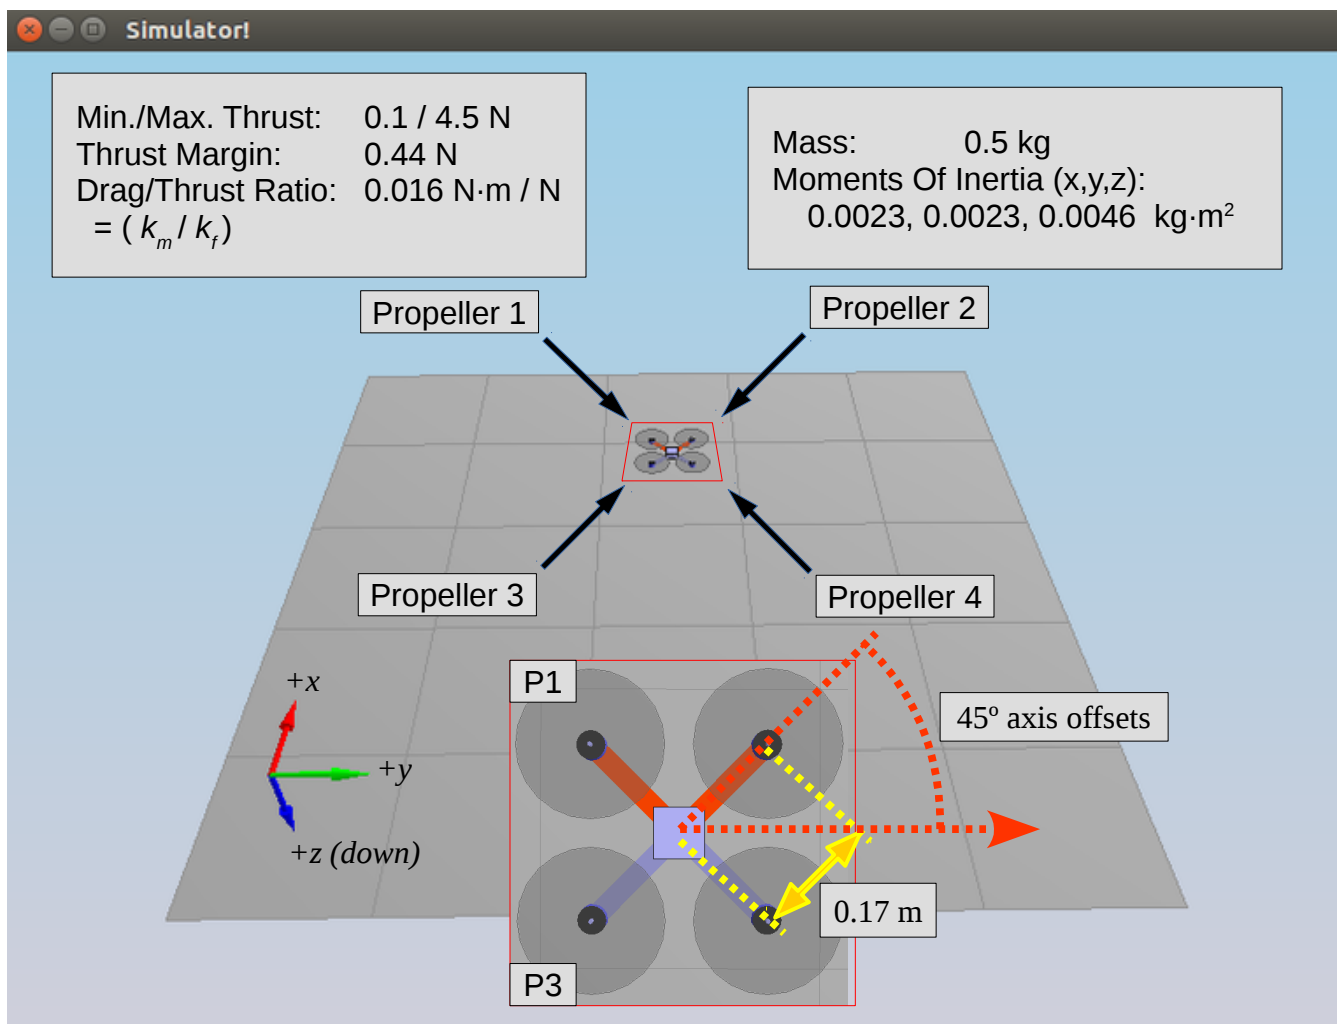 Simulator!
Min./Max. Thrust: 0.1 / 4.5 N
Thrust Margin: 0.44 N
Drag/Thrust Ratio: 0.016 N·m / N
= ( k_m / k_f )
Mass: 0.5 kg
Moments Of Inertia (x,y,z):
0.0023, 0.0023, 0.0046 kg·m²
Propeller 1
Propeller 2
Propeller 3
Propeller 4
+x
+y
+z (down)
P1
45º axis offsets
0.17 m
P3